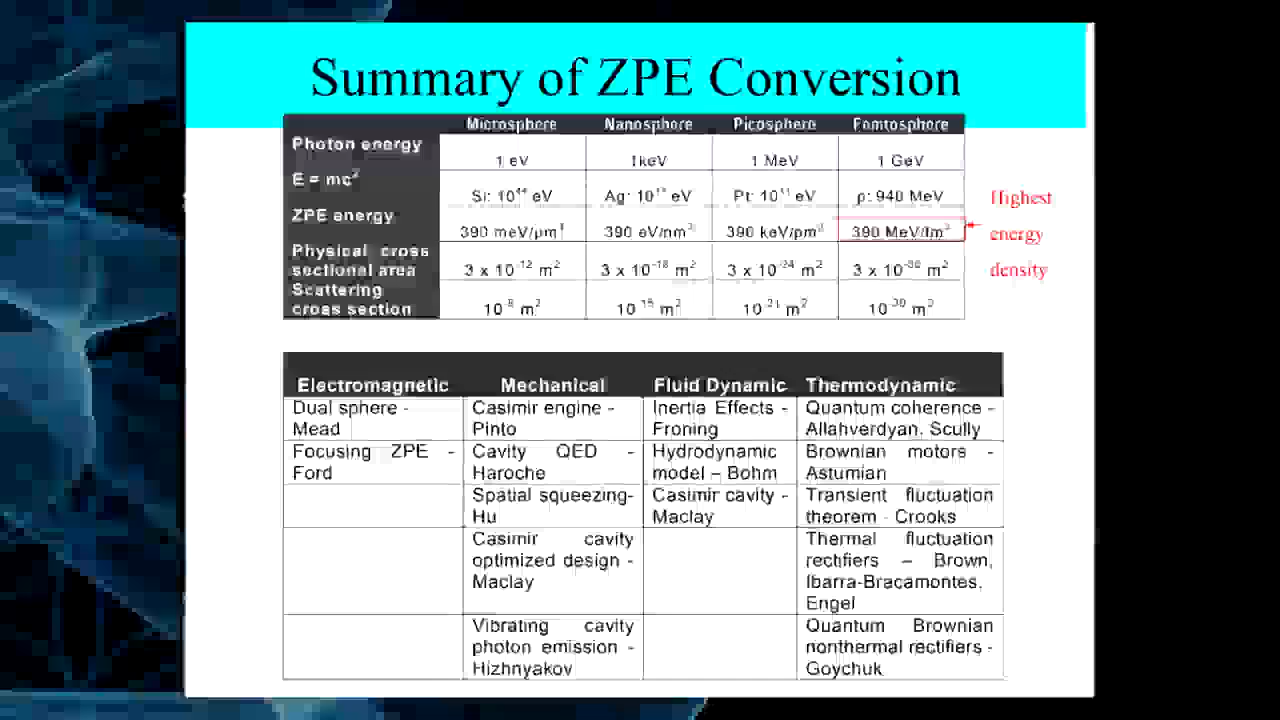 Summary of ZPE Conversion
Microsphere Nanosphere Picosphere Femtosphere
Photon energy 1 eV 1keV 1 MeV 1 GeV
E = mc² Si: eV Ag: eV Pt: eV p: 940 MeV
ZPE energy 390 meV/μm³ 390 eV/nm³ 390 keV/pm³ 390 MeV/fm³
Highest
energy
density
Physical cross
sectional area 3 x 10⁻¹² m² 3 x 10⁻¹⁸ m² 3 x 10⁻²⁴ m² 3 x 10⁻³⁰ m²
Scattering
cross section 10⁻⁸ m² 10⁻¹⁵ m² 10⁻²¹ m² 10⁻³⁰ m²
Electromagnetic Mechanical Fluid Dynamic Thermodynamic
Dual sphere - Casimir engine - Inertia Effects - Quantum coherence -
Mead Pinto Froning Allahverdyan, Scully
Focusing ZPE - Cavity QED - Hydrodynamic Brownian motors -
Ford Haroche model – Bohm Astumian
Spatial squeezing- Casimir cavity - Transient fluctuation
Hu Maclay theorem - Crooks
Casimir cavity Thermal fluctuation
optimized design - rectifiers – Brown,
Maclay Ibarra-Bracamontes,
Engel
Vibrating cavity Quantum Brownian
photon emission - nonthermal rectifiers -
Hizhnyakov Goychuk